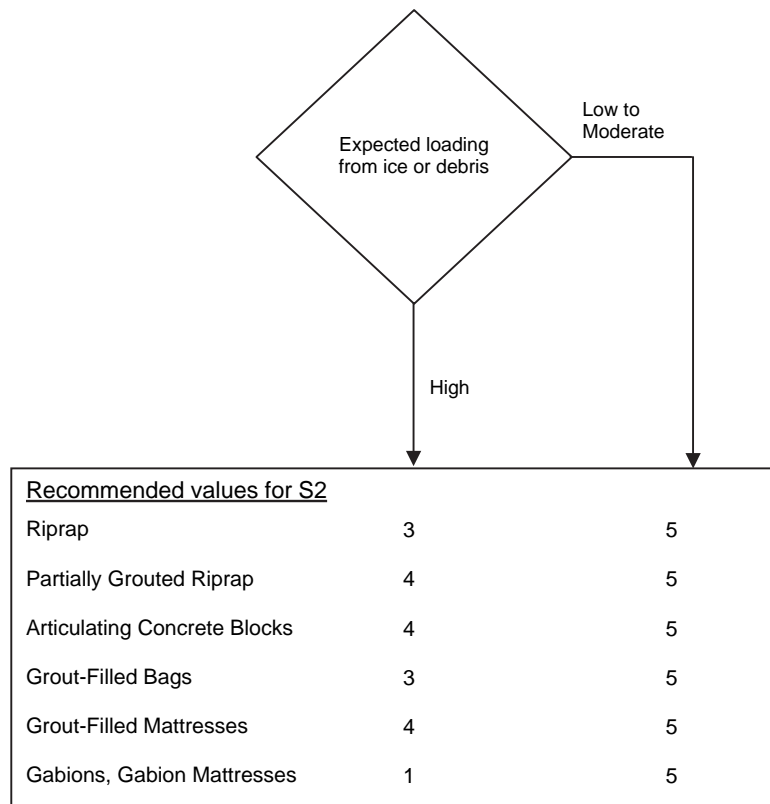 Low to
Moderate
Expected loading
from ice or debris
High
Recommended values for S2
Riprap 3 5
Partially Grouted Riprap 4 5
Articulating Concrete Blocks 4 5
Grout-Filled Bags 3 5
Grout-Filled Mattresses 4 5
Gabions, Gabion Mattresses 1 5